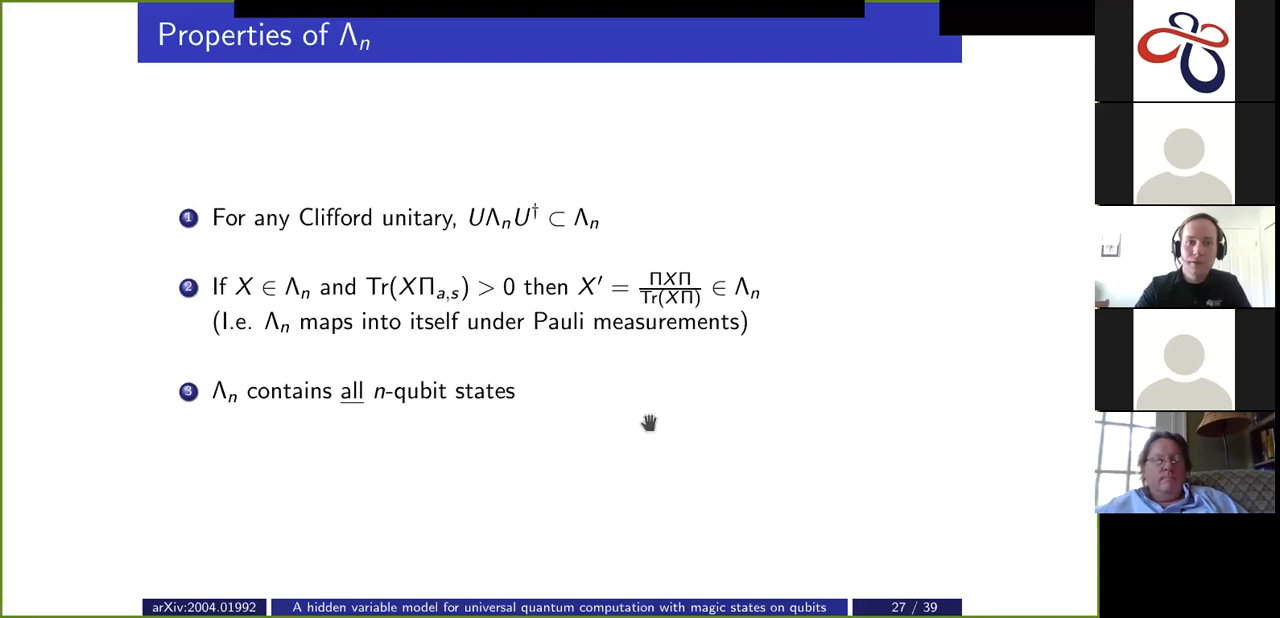 Properties of Λₙ
1 For any Clifford unitary, UΛₙU† ⊂ Λₙ
2 If X ∈ Λₙ and Tr(XΠₐ,ₛ) > 0 then X′ = ΠXΠ/Tr(XΠ) ∈ Λₙ
(I.e. Λₙ maps into itself under Pauli measurements)
3 Λₙ contains all n-qubit states
arXiv:2004.01992 A hidden variable model for universal quantum computation with magic states on qubits 27 / 39